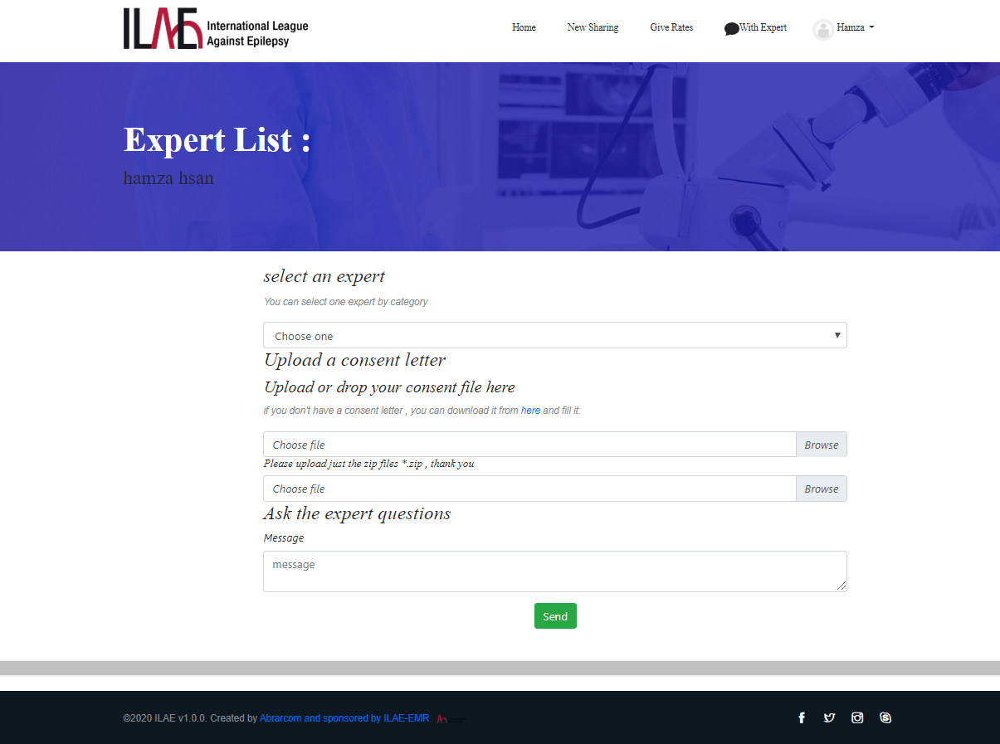 ILAE International League
Against Epilepsy
Home New Sharing Give Rates With Expert Hamza
Expert List :
hamza hsan
select an expert
You can select one expert by category
Choose one
Upload a consent letter
Upload or drop your consent file here
if you don't have a consent letter , you can download it from here and fill it.
Choose file Browse
Please upload just the zip files *.zip , thank you
Choose file Browse
Ask the expert questions
Message
message
Send
©2020 ILAE v1.0.0. Created by Abrarcom and sponsored by ILAE-EMR